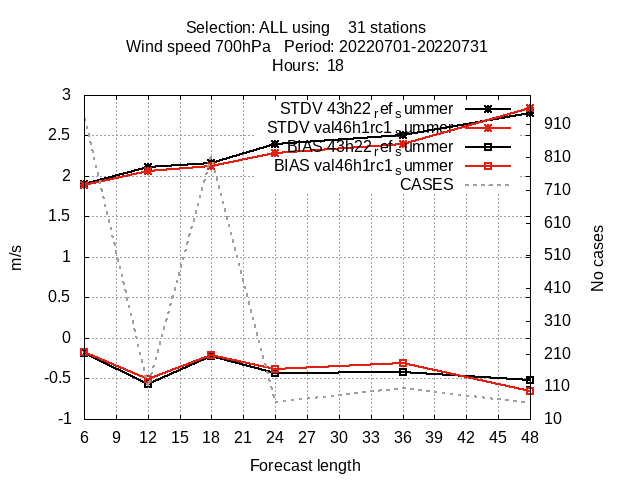 Selection: ALL using 31 stations
Wind speed 700hPa Period: 20220701-20220731
Hours: 18
STDV 43h22_ref_summer
STDV val46h1rc1_summer
BIAS 43h22_ref_summer
BIAS val46h1rc1_summer
CASES
3
2.5
2
1.5
1
0.5
0
-0.5
-1
m/s
910
810
710
610
510
410
310
210
110
10
No cases
6 9 12 15 18 21 24 27 30 33 36 39 42 45 48
Forecast length